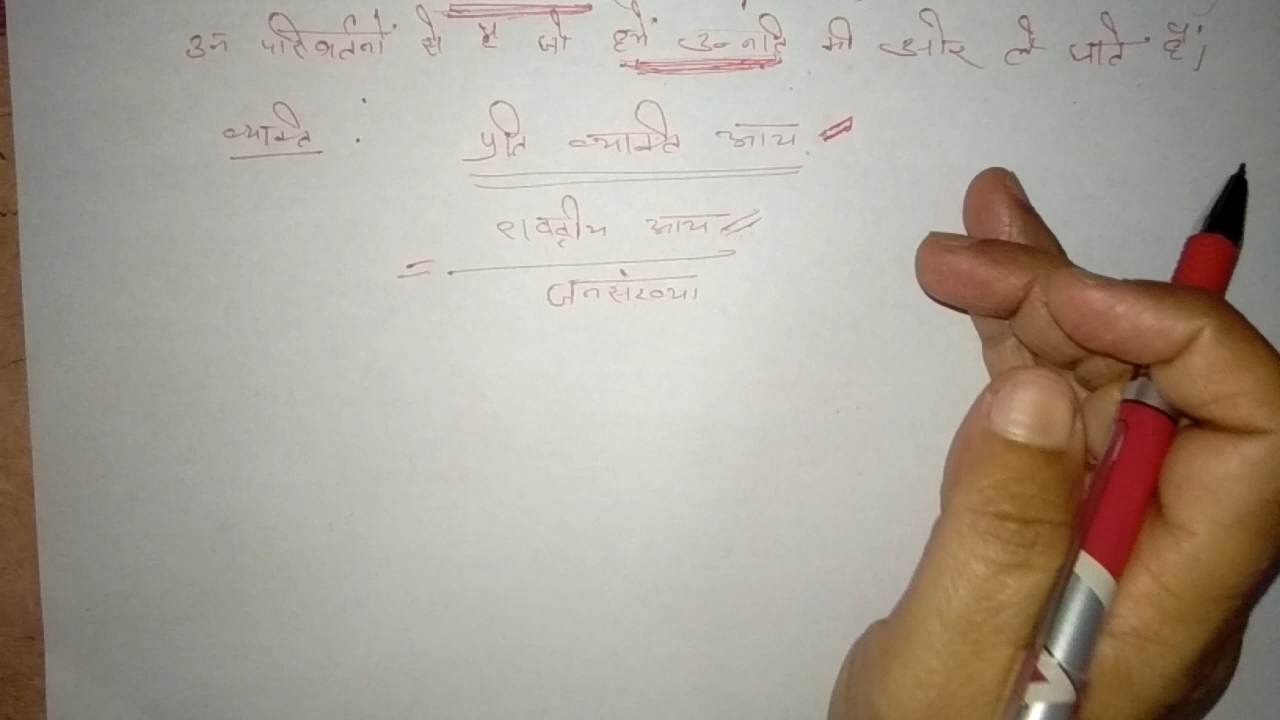 उन परिवर्तनों से है जो हमें उन्नति की ओर ले जाते हैं।
व्यक्ति : प्रति व्यक्ति आय
= राष्ट्रीय आय
जनसंख्या